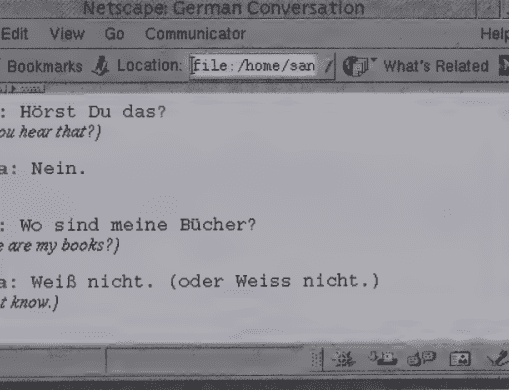 Netscape: German Conversation
Edit View Go Communicator Help
Bookmarks Location: file:/home/san What's Related
: Hörst Du das?
ou hear that?)
a: Nein.
: Wo sind meine Bücher?
e are my books?)
a: Weiß nicht. (oder Weiss nicht.)
t know.)